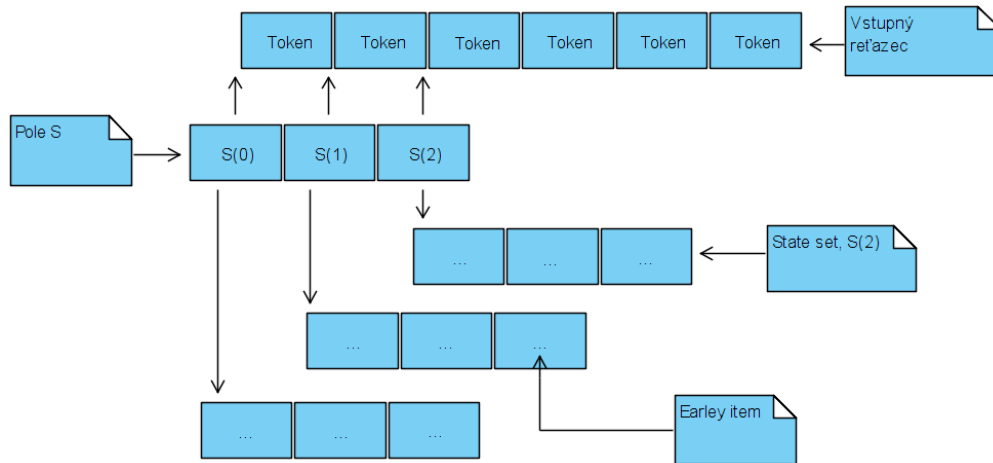 Token Token Token Token Token Token
Vstupný
reťazec
Pole S
S(0) S(1) S(2)
... ... ...
State set, S(2)
... ... ...
Earley item
... ... ...